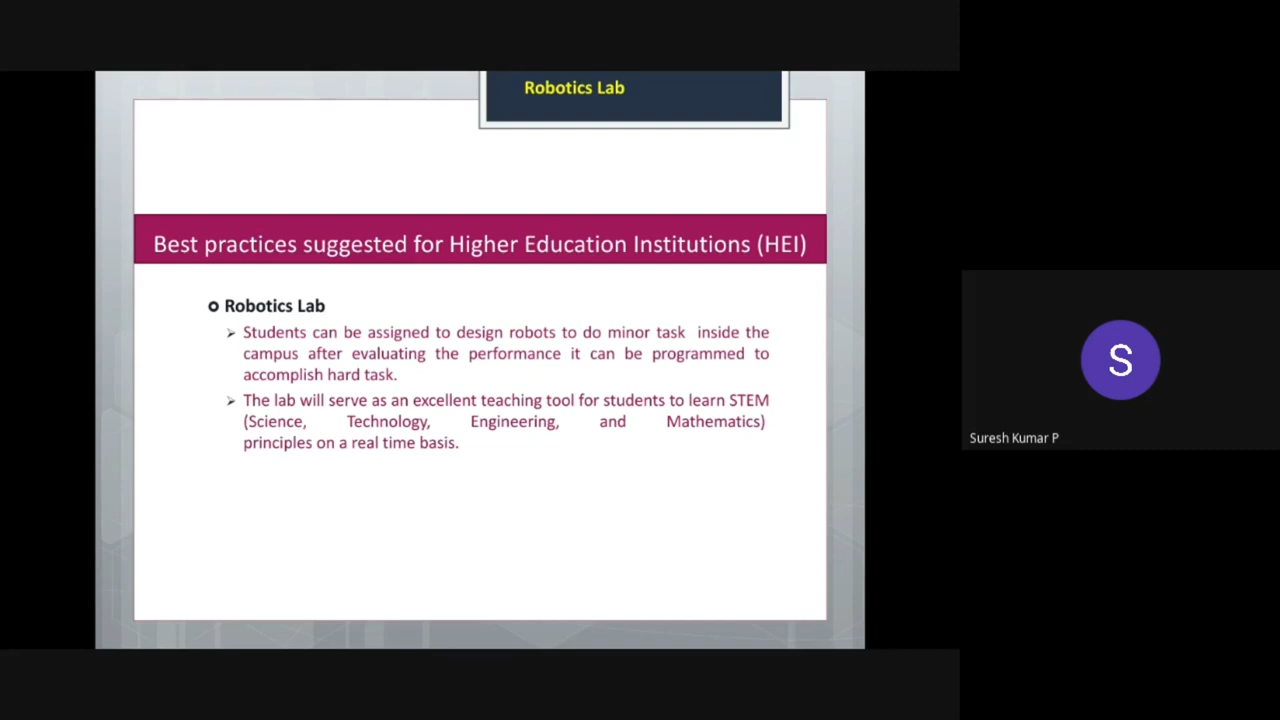 Robotics Lab
Best practices suggested for Higher Education Institutions (HEI)
Robotics Lab
Students can be assigned to design robots to do minor task inside the
campus after evaluating the performance it can be programmed to
accomplish hard task.
The lab will serve as an excellent teaching tool for students to learn STEM
(Science, Technology, Engineering, and Mathematics)
principles on a real time basis.
S
Suresh Kumar P